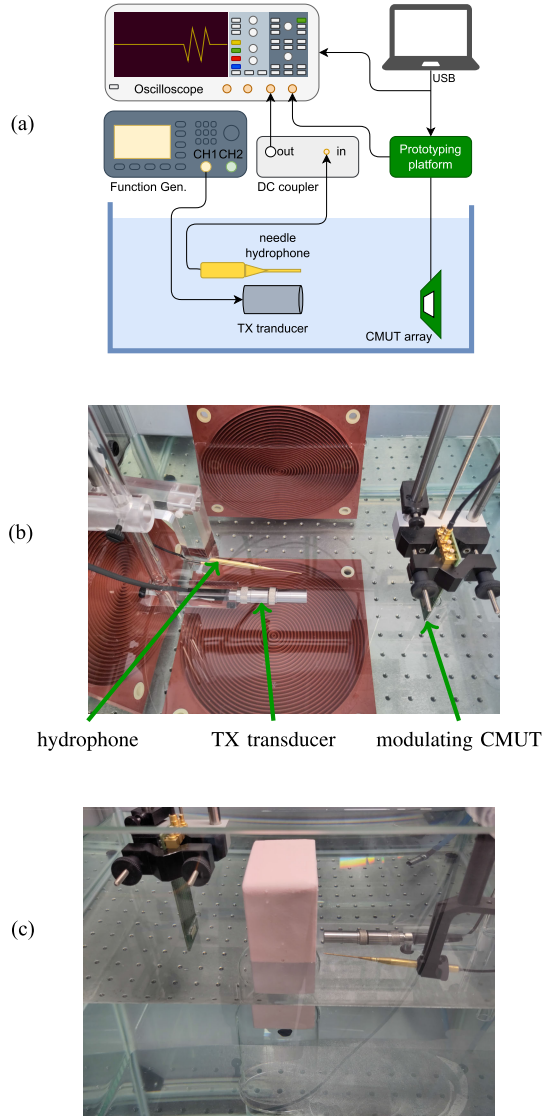 (a)
Oscilloscope
USB
CH1 CH2
Function Gen.
out
in
DC coupler
Prototyping
platform
needle
hydrophone
TX tranducer
CMUT array
(b)
hydrophone
TX transducer
modulating CMUT
(c)